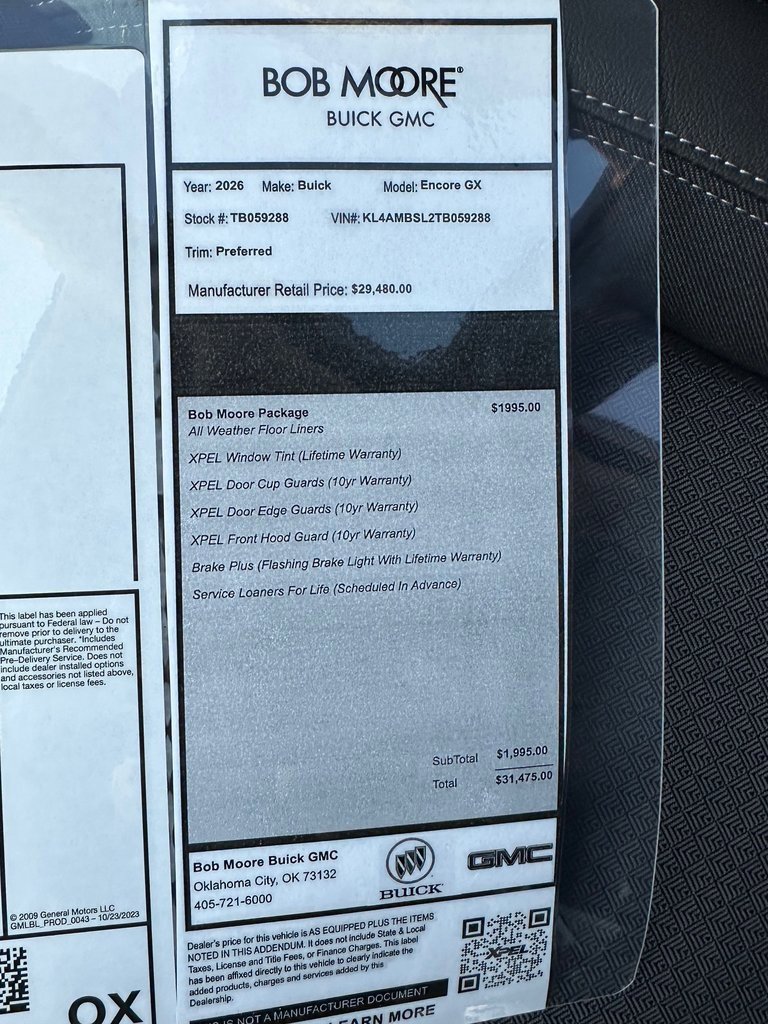 BOB MOORE®
BUICK GMC
Year: 2026 Make: Buick Model: Encore GX
Stock #: TB059288 VIN#: KL4AMBSL2TB059288
Trim: Preferred
Manufacturer Retail Price: $29,480.00
Bob Moore Package $1995.00
All Weather Floor Liners
XPEL Window Tint (Lifetime Warranty)
XPEL Door Cup Guards (10yr Warranty)
XPEL Door Edge Guards (10yr Warranty)
XPEL Front Hood Guard (10yr Warranty)
Brake Plus (Flashing Brake Light With Lifetime Warranty)
Service Loaners For Life (Scheduled In Advance)
SubTotal $1,995.00
Total $31,475.00
Bob Moore Buick GMC
Oklahoma City, OK 73132
405-721-6000
BUICK
GMC
Dealer's price for this vehicle is AS EQUIPPED PLUS THE ITEMS
NOTED IN THIS ADDENDUM. It does not include State & Local
Taxes, License and Title Fees, or Finance Charges. This label
has been affixed directly to this vehicle to clearly indicate the
added products, charges and services added by this
Dealership.
XPEL
IS NOT A MANUFACTURER DOCUMENT
LEARN MORE
This label has been applied
pursuant to Federal law – Do not
remove prior to delivery to the
ultimate purchaser. *Includes
Manufacturer's Recommended
Pre-Delivery Service. Does not
include dealer installed options
and accessories not listed above,
local taxes or license fees.
© 2009 General Motors LLC
GMLBL_PROD_0043 – 10/23/2023
OX